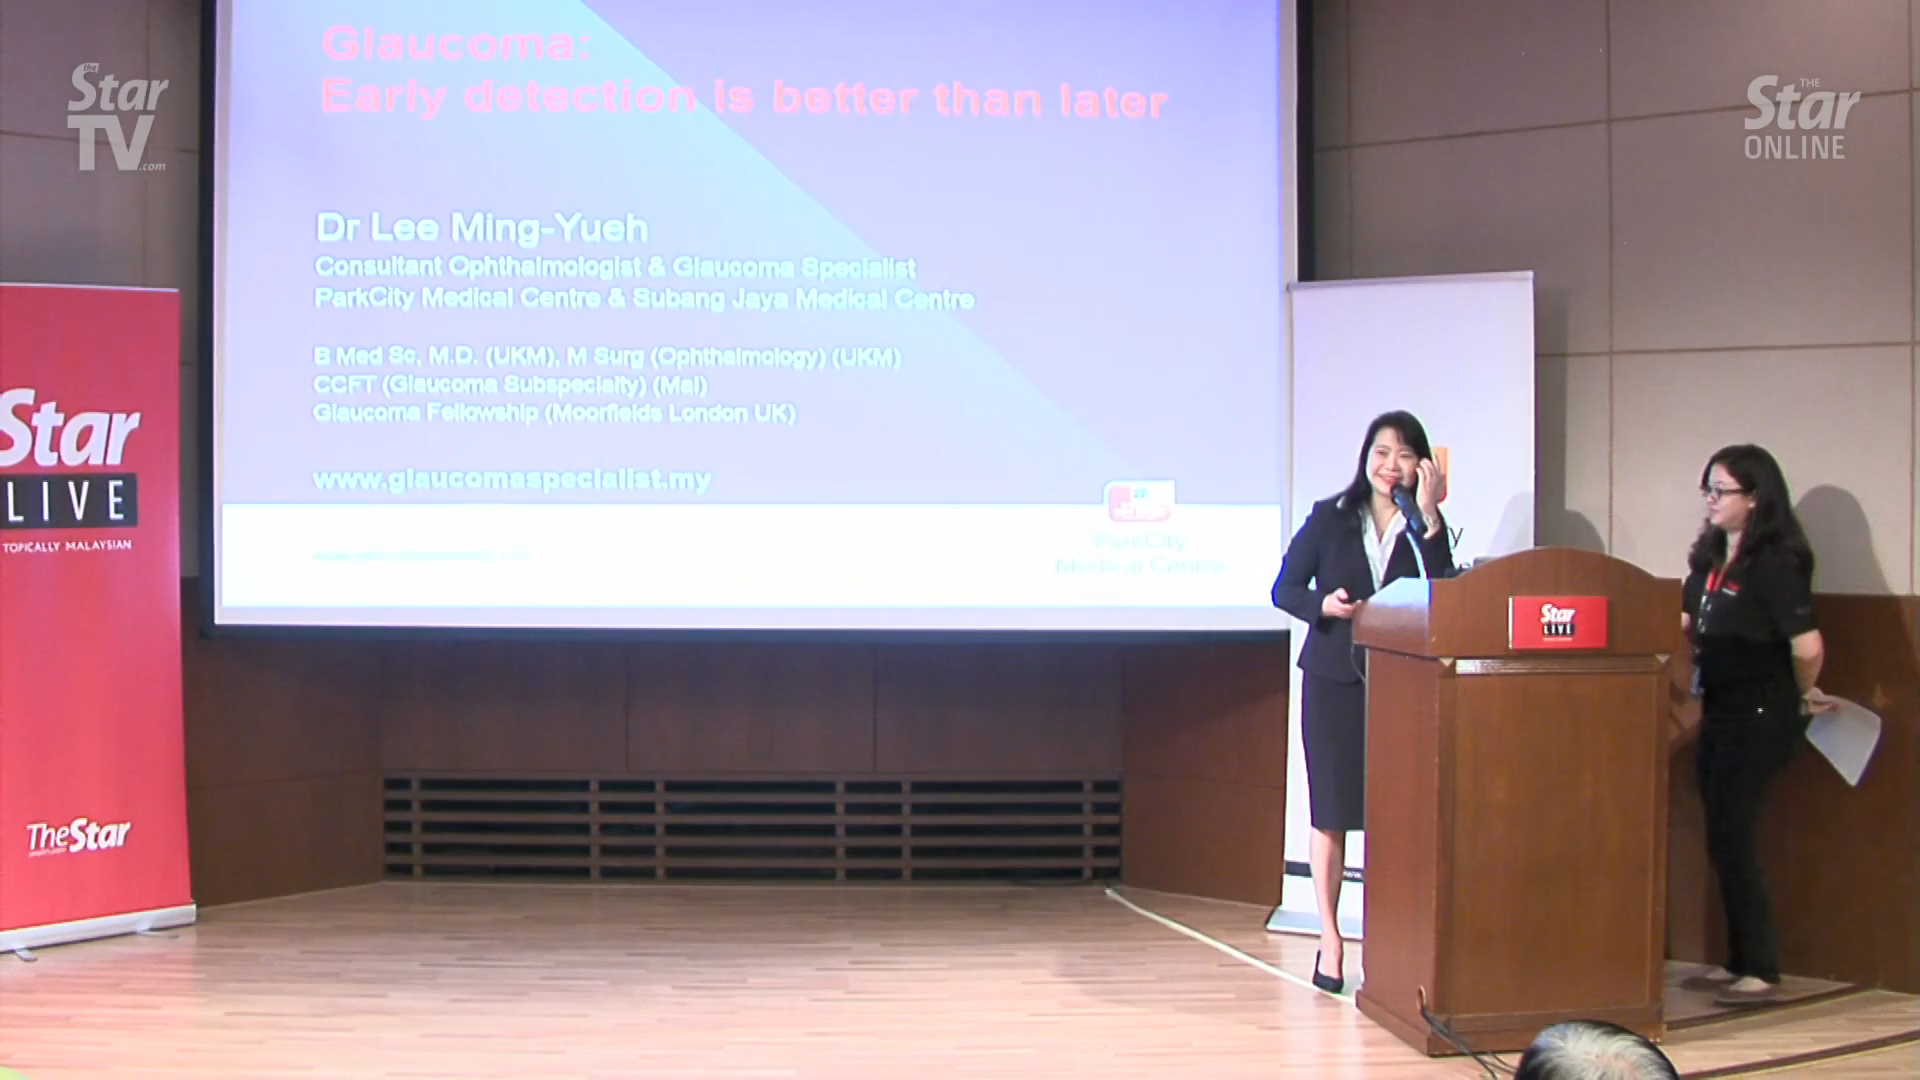 the
Star
TV
.com
THE
Star
ONLINE
Glaucoma:
Early detection is better than later
Dr Lee Ming-Yueh
Consultant Ophthalmologist & Glaucoma Specialist
ParkCity Medical Centre & Subang Jaya Medical Centre
B Med Sc, M.D. (UKM), M Surg (Ophthalmology) (UKM)
CCFT (Glaucoma Subspecialty) (Mal)
Glaucoma Fellowship (Moorfields London UK)
www.glaucomaspecialist.my
ParkCity
Medical Centre
Star
LIVE
TOPICALLY MALAYSIAN
TheStar
Star
LIVE